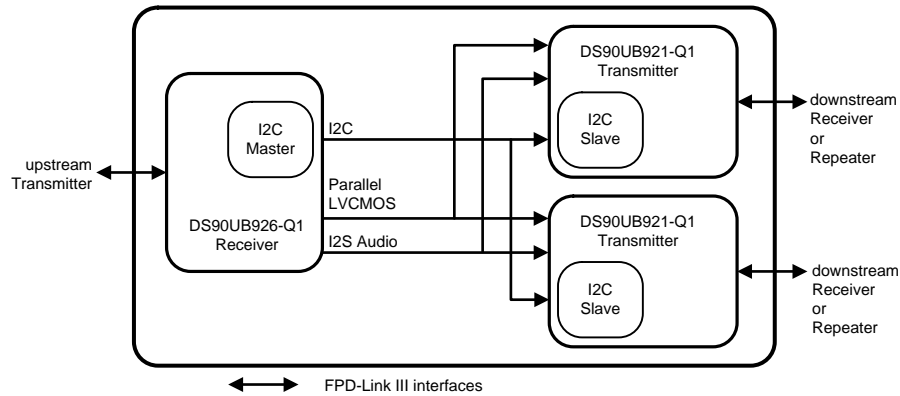 upstream
Transmitter
I2C
Master
DS90UB926-Q1
Receiver
I2C
Parallel
LVCMOS
I2S Audio
DS90UB921-Q1
Transmitter
I2C
Slave
downstream
Receiver
or
Repeater
DS90UB921-Q1
Transmitter
I2C
Slave
downstream
Receiver
or
Repeater
FPD-Link III interfaces